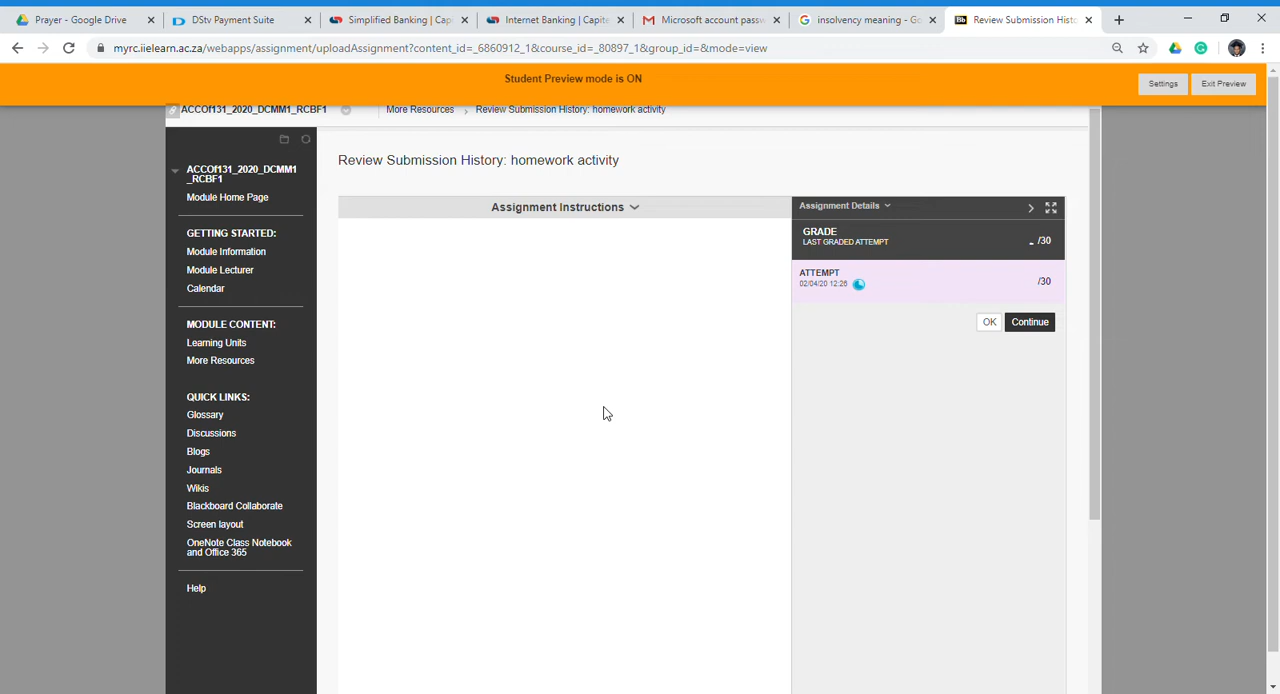 Prayer - Google Drive
DStv Payment Suite
Simplified Banking | Cap
Internet Banking | Capite
Microsoft account passw
insolvency meaning - Go
Review Submission Histo
myrc.iielearn.ac.za/webapps/assignment/uploadAssignment?content_id=_6860912_1&course_id=_80897_1&group_id=&mode=view
Student Preview mode is ON
Settings
Exit Preview
ACCOf131_2020_DCMM1_RCBF1
More Resources
Review Submission History: homework activity
ACCOf131_2020_DCMM1
_RCBF1
Module Home Page
GETTING STARTED:
Module Information
Module Lecturer
Calendar
MODULE CONTENT:
Learning Units
More Resources
QUICK LINKS:
Glossary
Discussions
Blogs
Journals
Wikis
Blackboard Collaborate
Screen layout
OneNote Class Notebook
and Office 365
Help
Review Submission History: homework activity
Assignment Instructions
Assignment Details
GRADE
LAST GRADED ATTEMPT
- /30
ATTEMPT
02/04/20 12:26
/30
OK
Continue